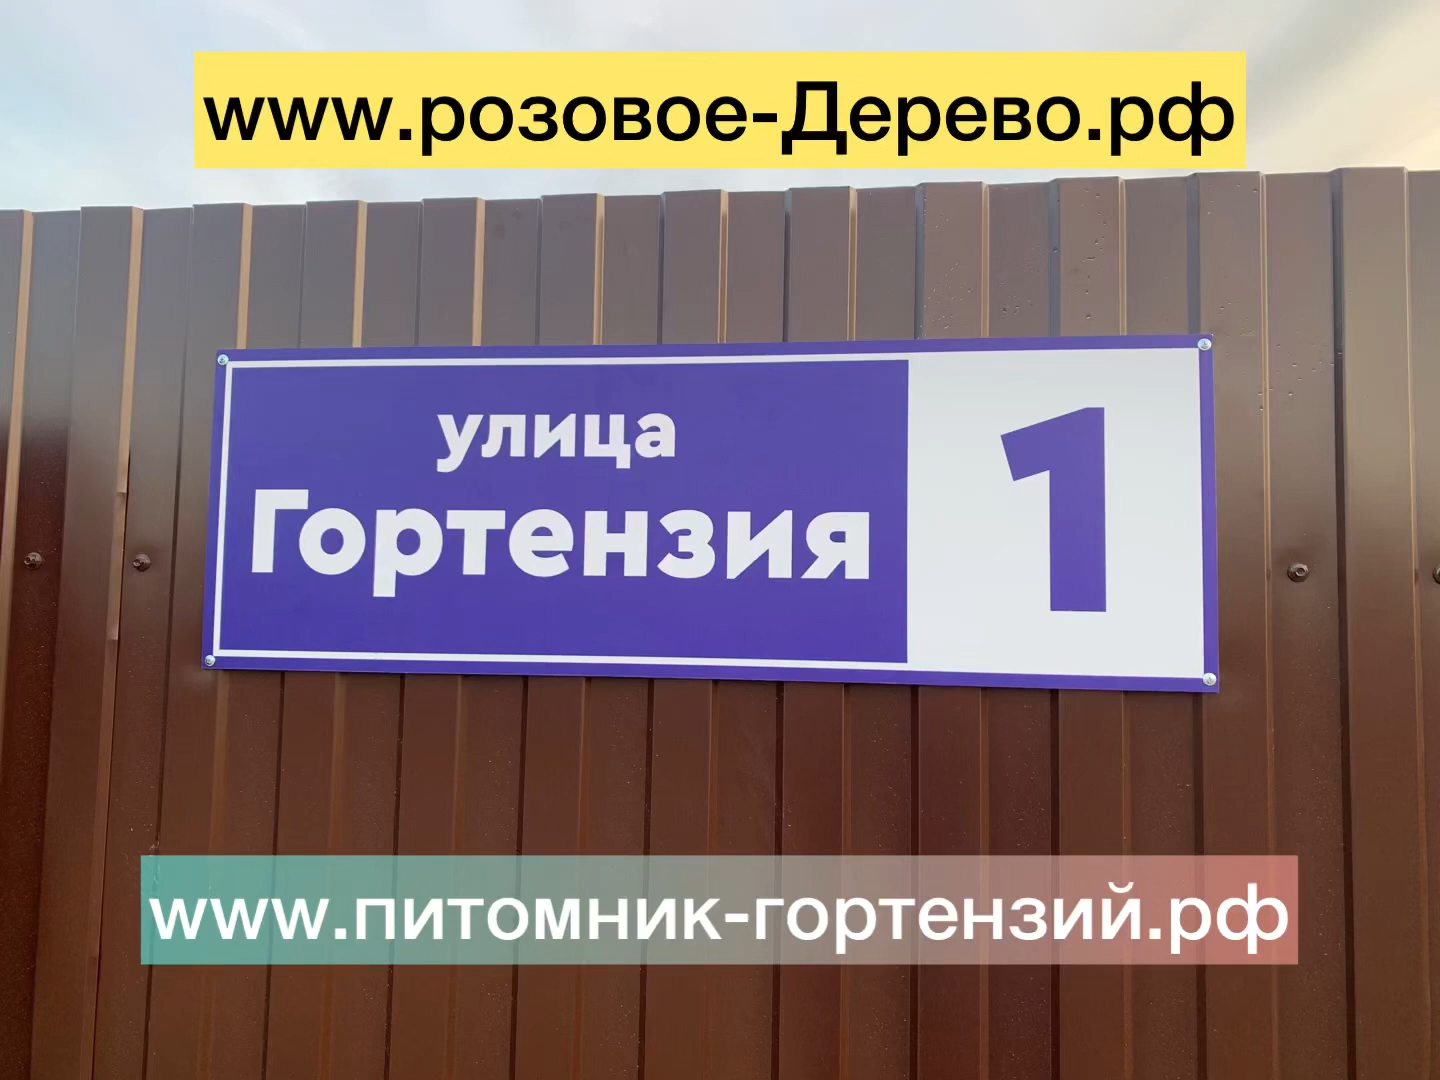 www.розовое-Дерево.рф
улица
Гортензия
1
www.питомник-гортензий.рф